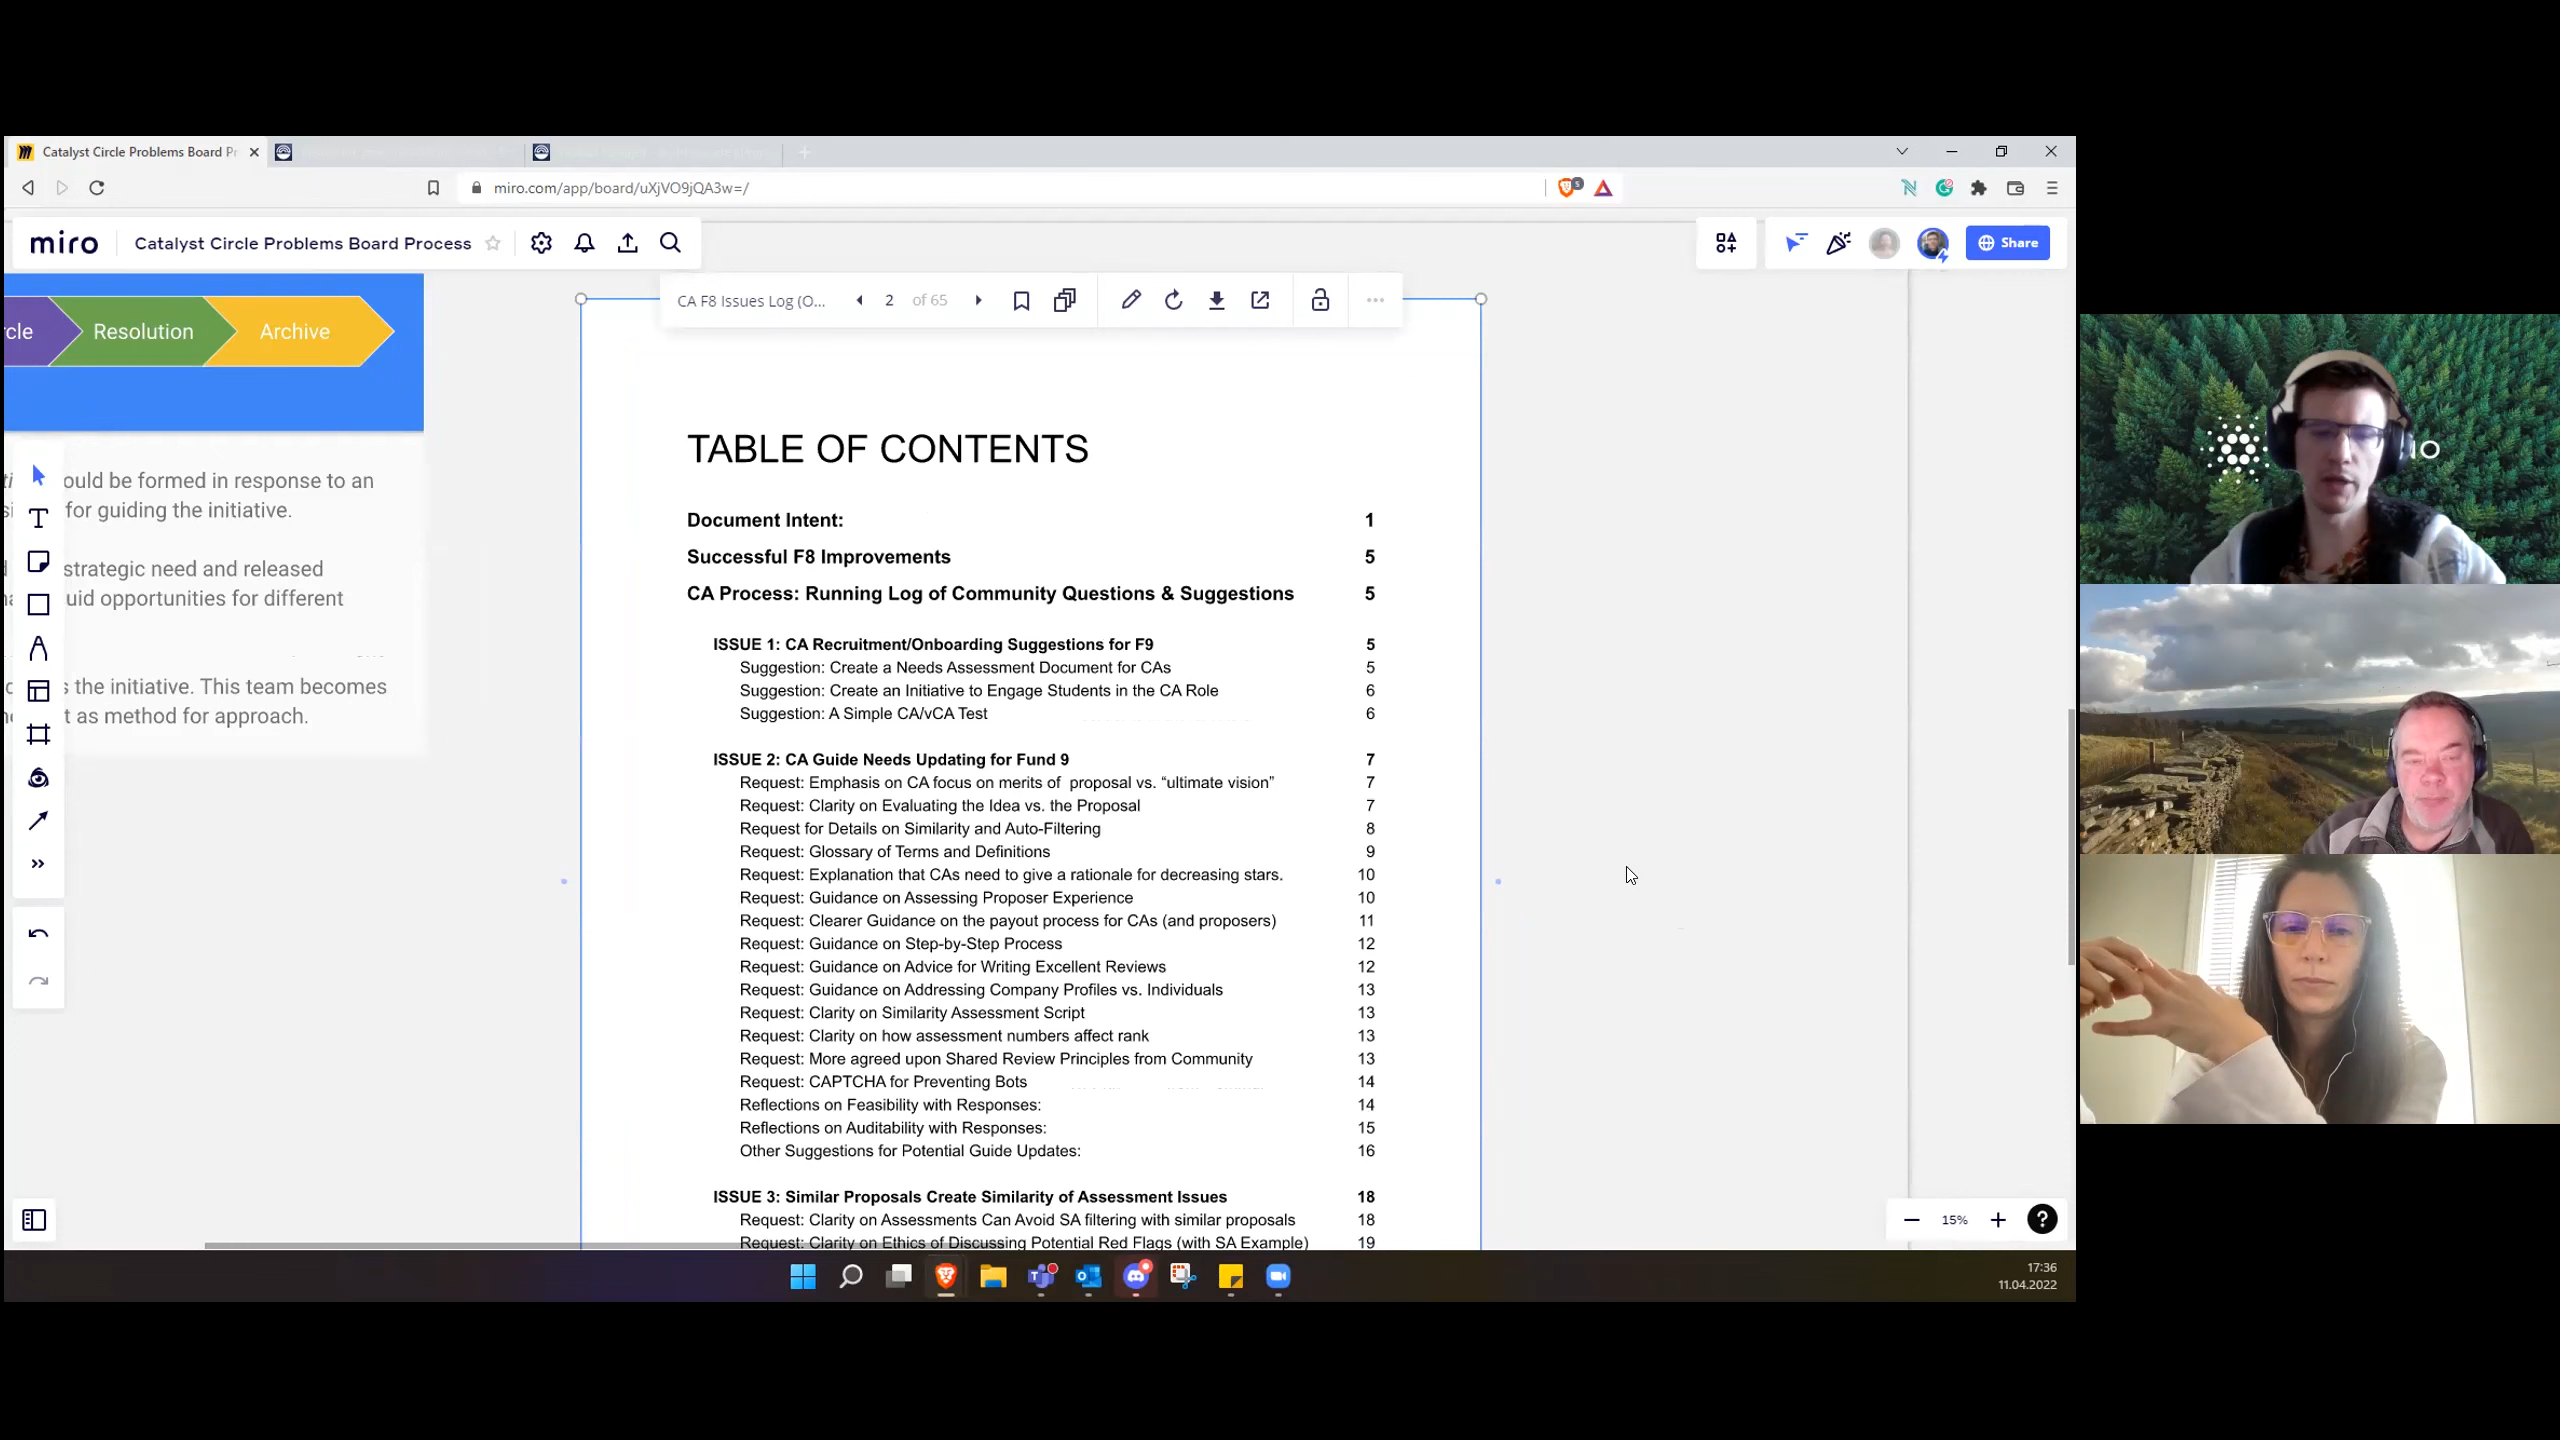 Catalyst Circle Problems Board Pr
miro.com/app/board/uXjVO9jQA3w=/
miro
Catalyst Circle Problems Board Process
Share
CA F8 Issues Log (O...
2 of 65
Resolution
Archive
ould be formed in response to an
for guiding the initiative.
strategic need and released
uid opportunities for different
s the initiative. This team becomes
t as method for approach.
TABLE OF CONTENTS
Document Intent: 1
Successful F8 Improvements 5
CA Process: Running Log of Community Questions & Suggestions 5
ISSUE 1: CA Recruitment/Onboarding Suggestions for F9 5
Suggestion: Create a Needs Assessment Document for CAs 5
Suggestion: Create an Initiative to Engage Students in the CA Role 6
Suggestion: A Simple CA/vCA Test 6
ISSUE 2: CA Guide Needs Updating for Fund 9 7
Request: Emphasis on CA focus on merits of proposal vs. “ultimate vision” 7
Request: Clarity on Evaluating the Idea vs. the Proposal 7
Request for Details on Similarity and Auto-Filtering 8
Request: Glossary of Terms and Definitions 9
Request: Explanation that CAs need to give a rationale for decreasing stars. 10
Request: Guidance on Assessing Proposer Experience 10
Request: Clearer Guidance on the payout process for CAs (and proposers) 11
Request: Guidance on Step-by-Step Process 12
Request: Guidance on Advice for Writing Excellent Reviews 12
Request: Guidance on Addressing Company Profiles vs. Individuals 13
Request: Clarity on Similarity Assessment Script 13
Request: Clarity on how assessment numbers affect rank 13
Request: More agreed upon Shared Review Principles from Community 13
Request: CAPTCHA for Preventing Bots 14
Reflections on Feasibility with Responses: 14
Reflections on Auditability with Responses: 15
Other Suggestions for Potential Guide Updates: 16
ISSUE 3: Similar Proposals Create Similarity of Assessment Issues 18
Request: Clarity on Assessments Can Avoid SA filtering with similar proposals 18
Request: Clarity on Ethics of Discussing Potential Red Flags (with SA Example) 19
15%
17:36
11.04.2022